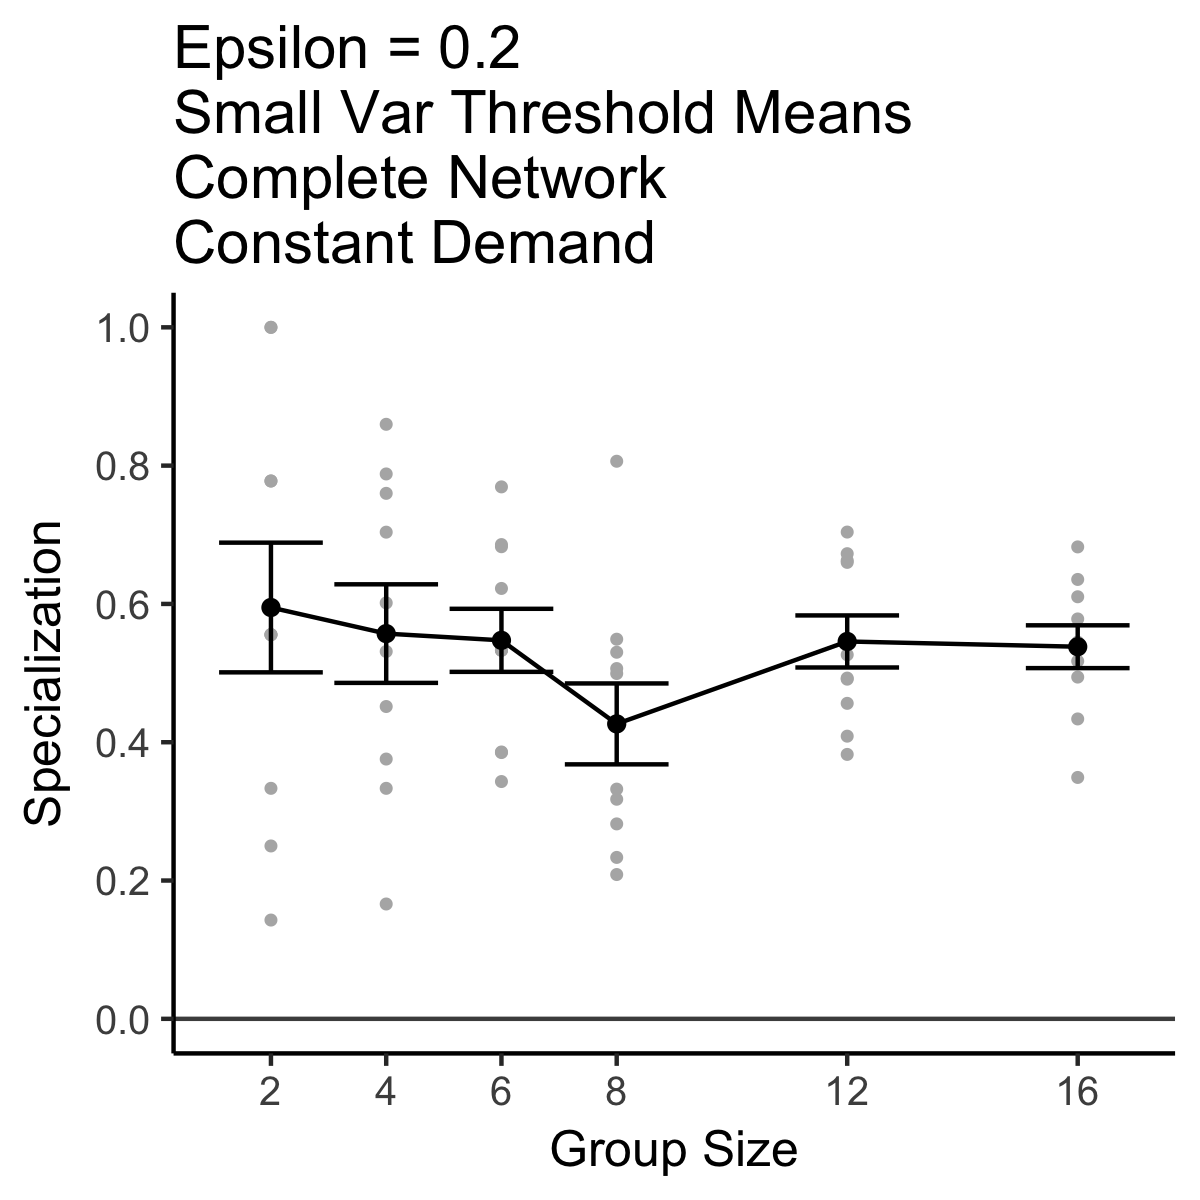 Epsilon = 0.2
Small Var Threshold Means
Complete Network
Constant Demand
1.0
0.8
0.6
0.4
0.2
0.0
Specialization
2 4 6 8 12 16
Group Size